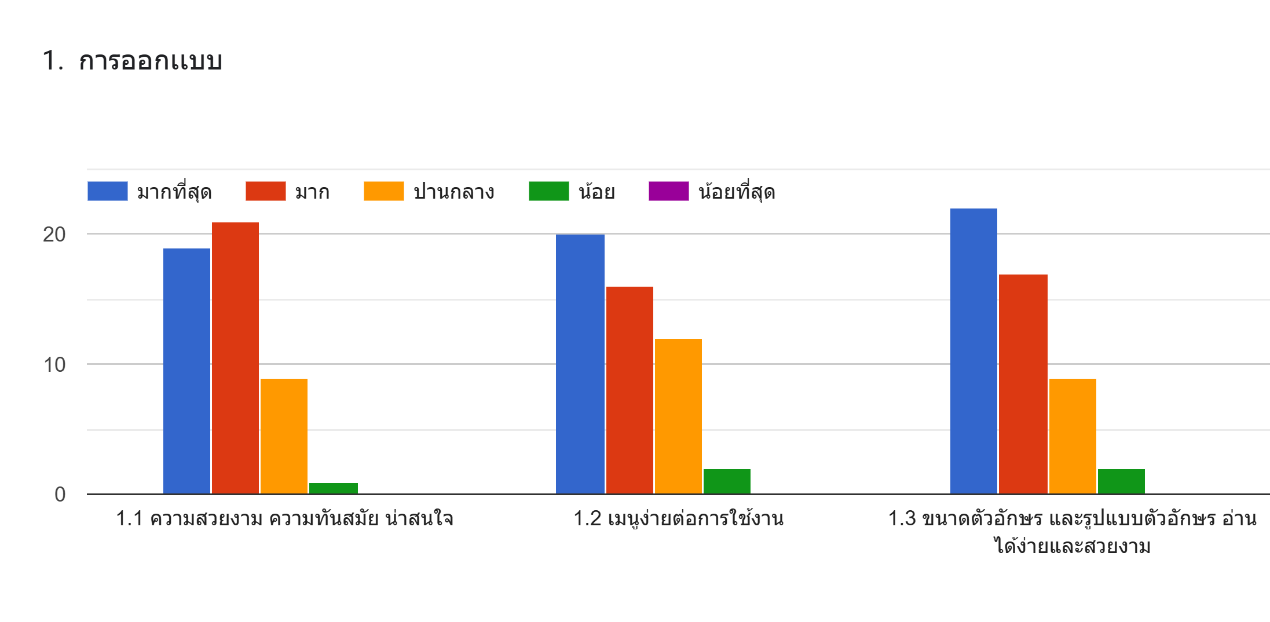 1. การออกแบบ
มากที่สุด มาก ปานกลาง น้อย น้อยที่สุด
20
10
0
1.1 ความสวยงาม ความทันสมัย น่าสนใจ
1.2 เมนูง่ายต่อการใช้งาน
1.3 ขนาดตัวอักษร และรูปแบบตัวอักษร อ่าน
ได้ง่ายและสวยงาม